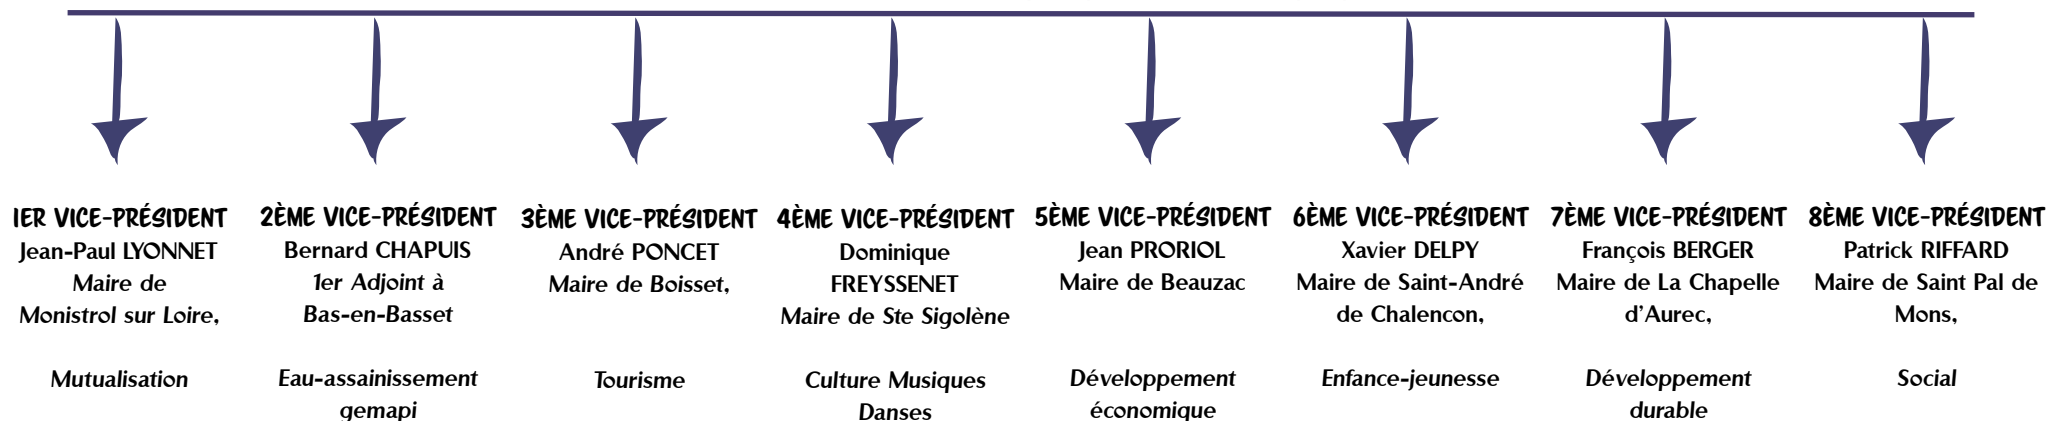 1ER VICE-PRÉSIDENT
Jean-Paul LYONNET
Maire de
Monistrol sur Loire,
Mutualisation
2ÈME VICE-PRÉSIDENT
Bernard CHAPUIS
1er Adjoint à
Bas-en-Basset
Eau-assainissement
gemapi
3ÈME VICE-PRÉSIDENT
André PONCET
Maire de Boisset,
Tourisme
4ÈME VICE-PRÉSIDENT
Dominique
FREYSSENET
Maire de Ste Sigolène
Culture Musiques
Danses
5ÈME VICE-PRÉSIDENT
Jean PRORIOL
Maire de Beauzac
Développement
économique
6ÈME VICE-PRÉSIDENT
Xavier DELPY
Maire de Saint-André
de Chalencon,
Enfance-jeunesse
7ÈME VICE-PRÉSIDENT
François BERGER
Maire de La Chapelle
d'Aurec,
Développement
durable
8ÈME VICE-PRÉSIDENT
Patrick RIFFARD
Maire de Saint Pal de
Mons,
Social